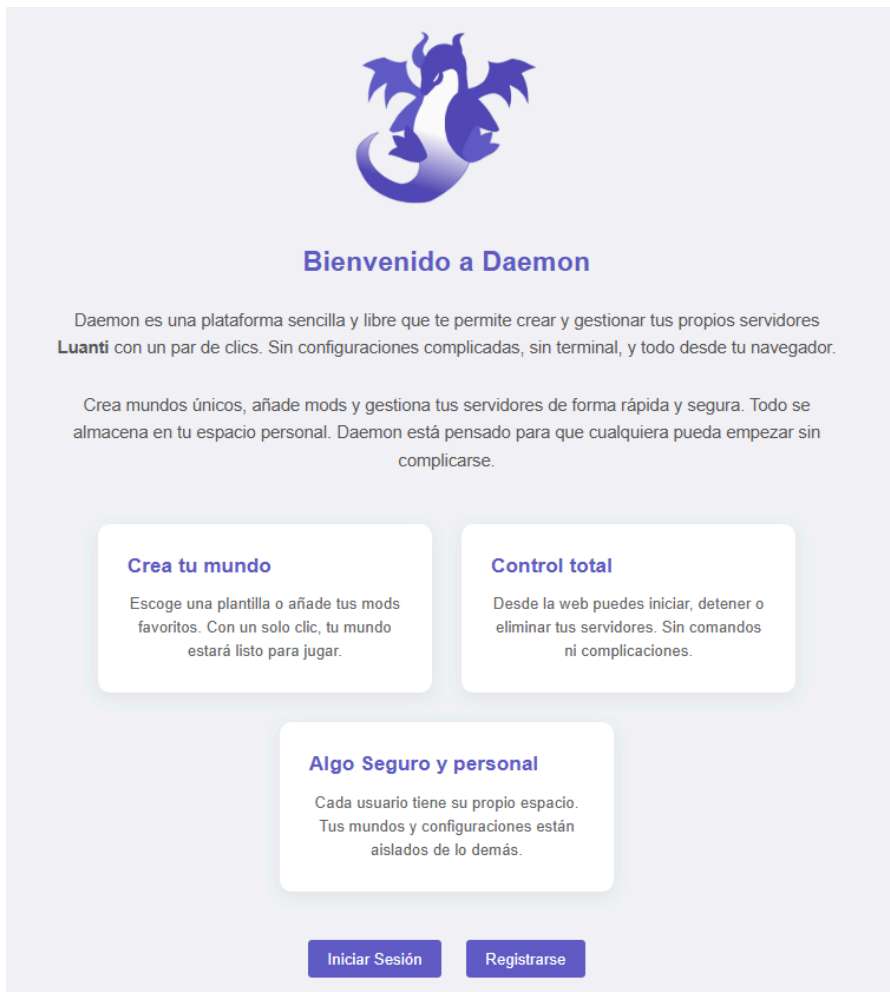 Bienvenido a Daemon
Daemon es una plataforma sencilla y libre que te permite crear y gestionar tus propios servidores
Luanti con un par de clics. Sin configuraciones complicadas, sin terminal, y todo desde tu navegador.
Crea mundos únicos, añade mods y gestiona tus servidores de forma rápida y segura. Todo se
almacena en tu espacio personal. Daemon está pensado para que cualquiera pueda empezar sin
complicarse.
Crea tu mundo
Escoge una plantilla o añade tus mods
favoritos. Con un solo clic, tu mundo
estará listo para jugar.
Control total
Desde la web puedes iniciar, detener o
eliminar tus servidores. Sin comandos
ni complicaciones.
Algo Seguro y personal
Cada usuario tiene su propio espacio.
Tus mundos y configuraciones están
aislados de lo demás.
Iniciar Sesión
Registrarse